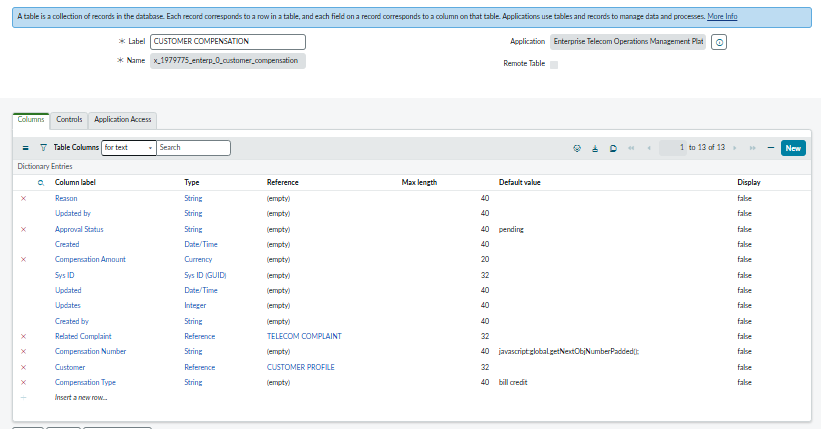 A table is a collection of records in the database. Each record corresponds to a row in a table, and each field on a record corresponds to a column on that table. Applications use tables and records to manage data and processes. More Info
* Label CUSTOMER COMPENSATION Application Enterprise Telecom Operations Management Plat
* Name x_1979775_enterp_0_customer_compensation
Remote Table
Columns Controls Application Access
Table Columns for text Search 1 to 13 of 13 New
Dictionary Entries
Column label Type Reference Max length Default value Display
Reason String (empty) 40 false
Updated by String (empty) 40 false
Approval Status String (empty) 40 pending false
Created Date/Time (empty) 40 false
Compensation Amount Currency (empty) 20 false
Sys ID Sys ID (GUID) (empty) 32 false
Updated Date/Time (empty) 40 false
Updates Integer (empty) 40 false
Created by String (empty) 40 false
Related Complaint Reference TELECOM COMPLAINT 32 false
Compensation Number String (empty) 40 javascript:global.getNextObjNumberPadded(); false
Customer Reference CUSTOMER PROFILE 32 false
Compensation Type String (empty) 40 bill credit false
Insert a new row...